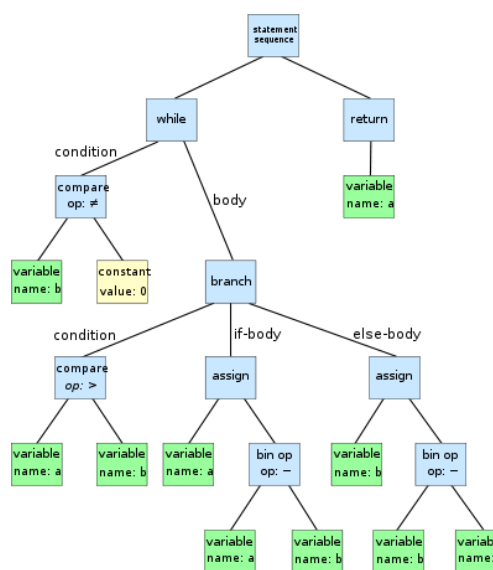 statement
sequence
while
return
condition
compare
op: ≠
body
variable
name: a
variable
name: b
constant
value: 0
branch
condition
if-body
else-body
compare
op: >
assign
assign
variable
name: a
variable
name: b
variable
name: a
bin op
op: −
variable
name: b
bin op
op: −
variable
name: a
variable
name: b
variable
name: b
variab
name: